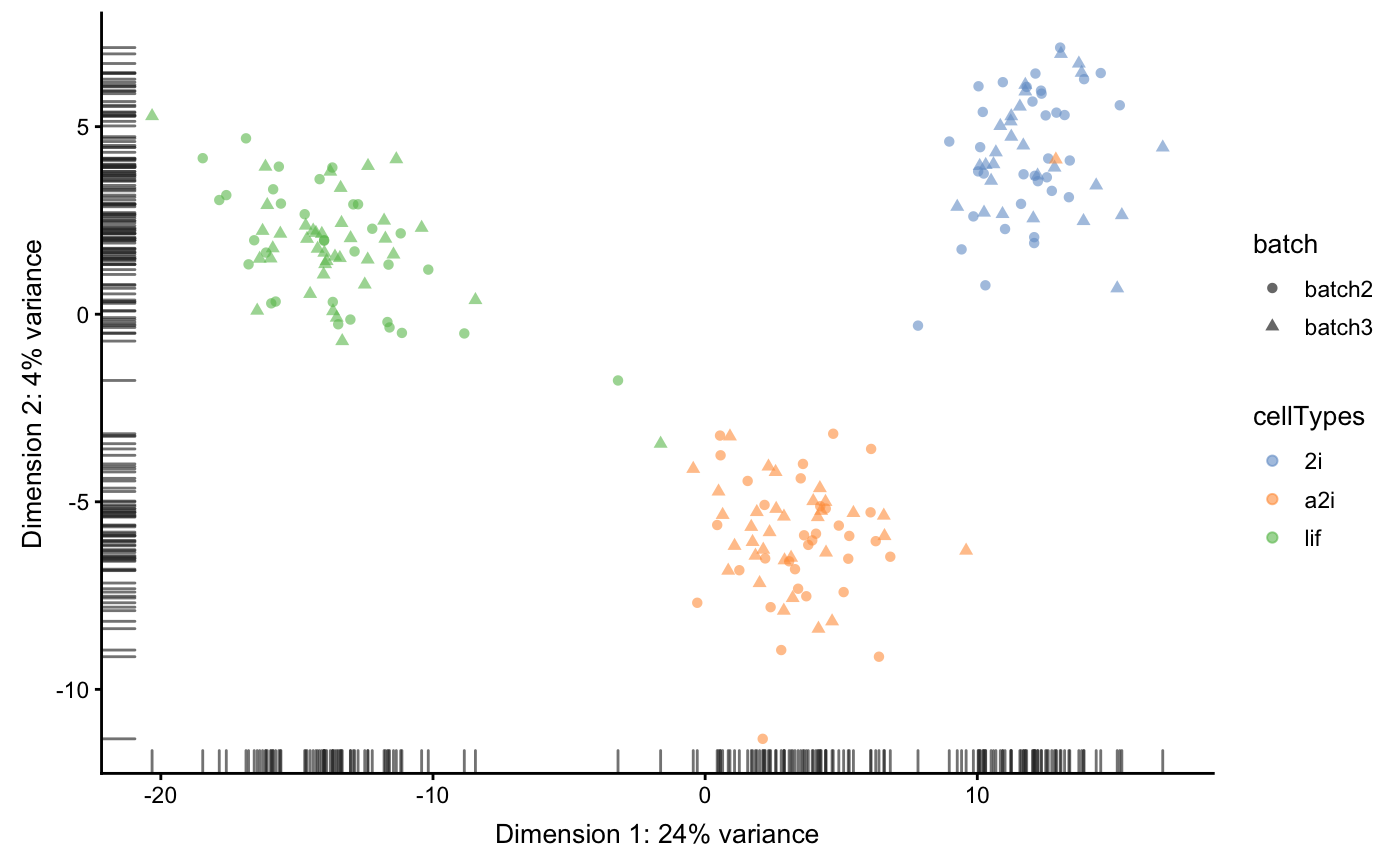 5
0
-5
-10
Dimension 2: 4% variance
-20
-10
0
10
Dimension 1: 24% variance
batch
batch2
batch3
cellTypes
2i
a2i
lif